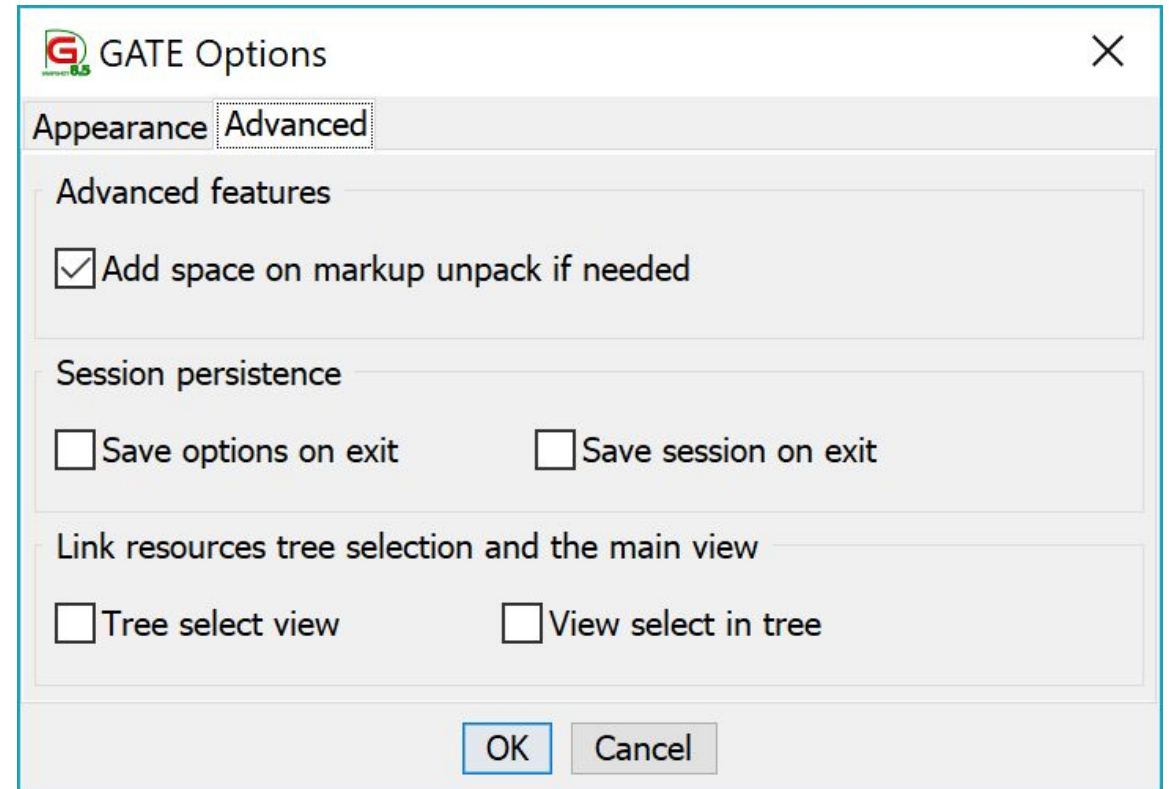 GATE Options
Appearance Advanced
Advanced features
Add space on markup unpack if needed
Session persistence
Save options on exit Save session on exit
Link resources tree selection and the main view
Tree select view View select in tree
OK Cancel